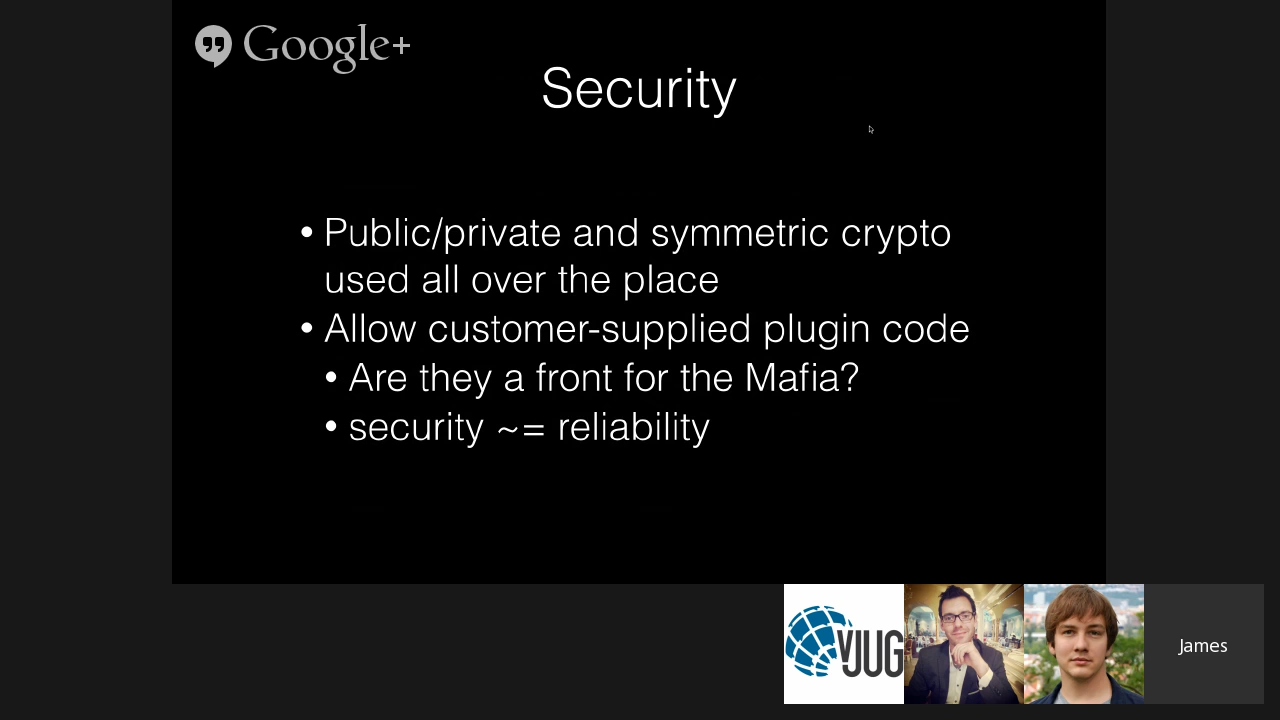 Google+
Security
• Public/private and symmetric crypto
used all over the place
• Allow customer-supplied plugin code
• Are they a front for the Mafia?
• security ~= reliability
vJUG
James